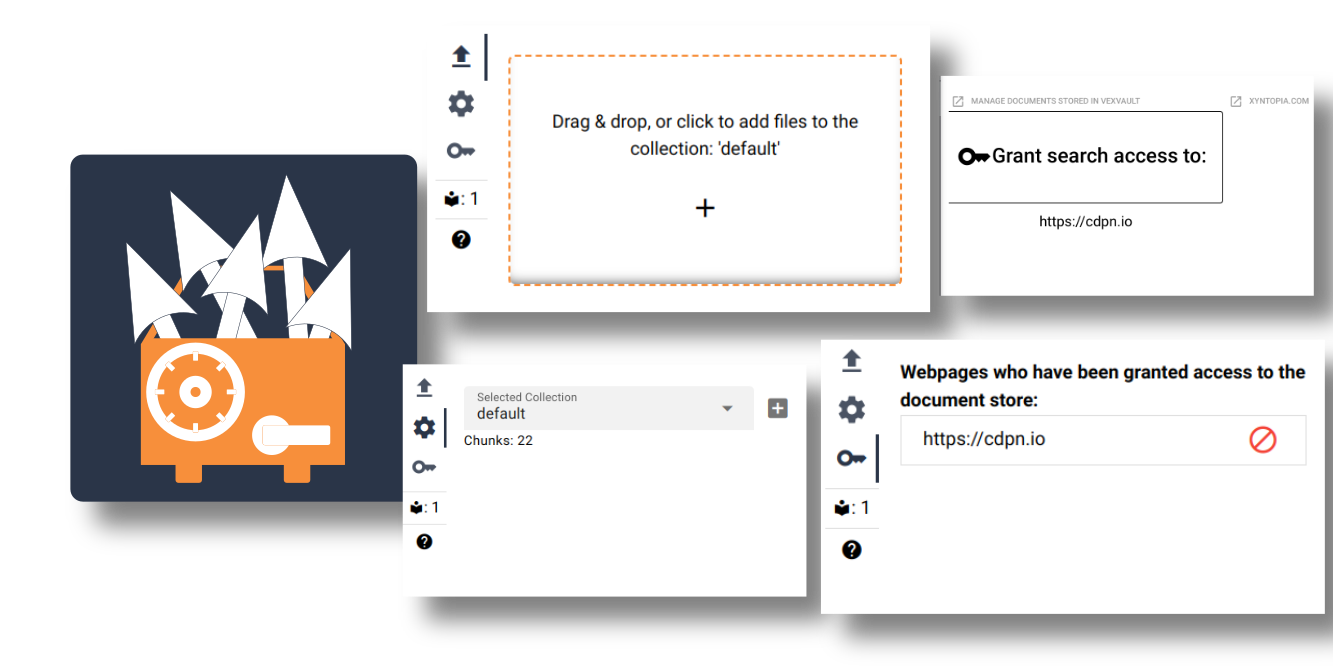 Drag & drop, or click to add files to the
collection: 'default'
: 1
MANAGE DOCUMENTS STORED IN VEXVAULT
XYNTOPIA.COM
Grant search access to:
https://cdpn.io
Selected Collection
default
Chunks: 22
: 1
Webpages who have been granted access to the
document store:
https://cdpn.io
: 1